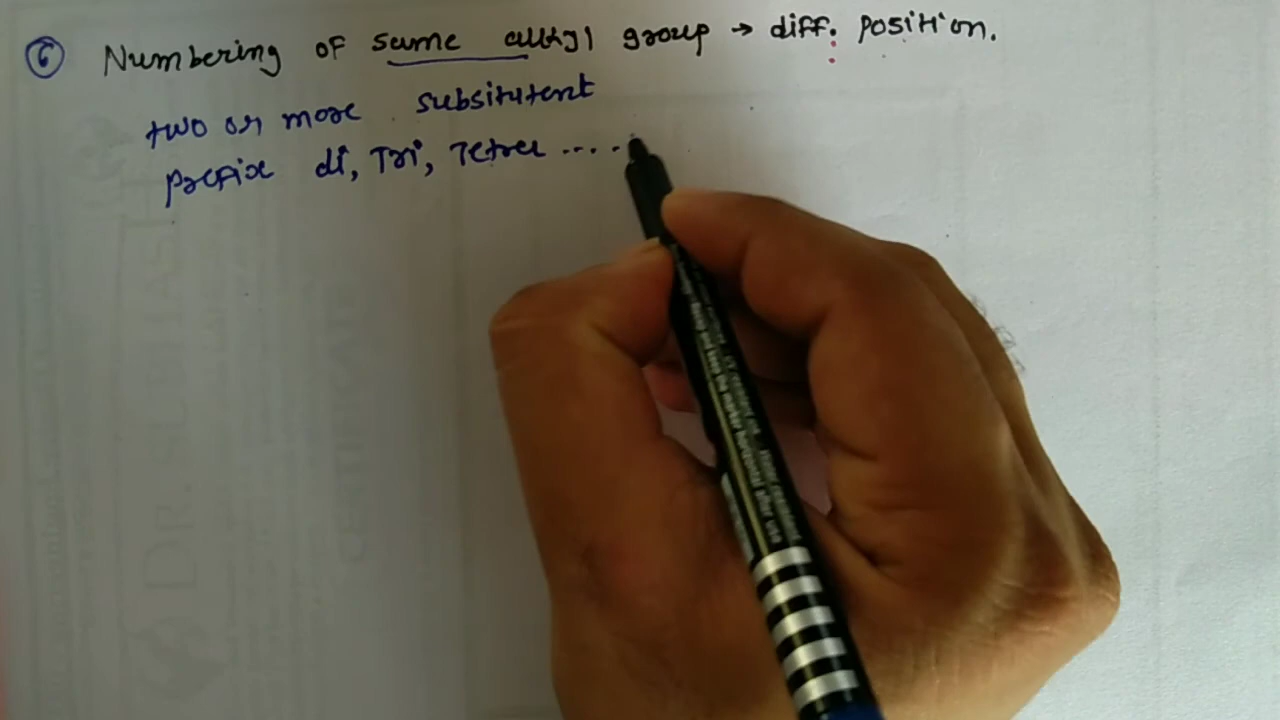 6 Numbering of same alkyl group → diff. position.
two or more subsitutent
prefix di, Tri, Tetra .....